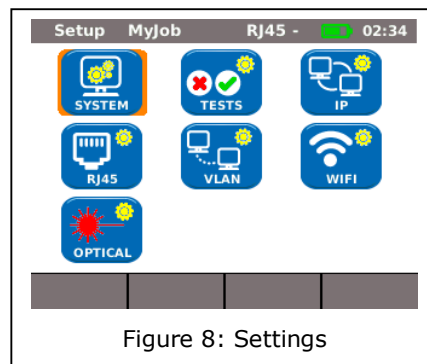 Setup MyJob RJ45 - 02:34
SYSTEM TESTS IP
RJ45 VLAN WIFI
OPTICAL
Figure 8: Settings